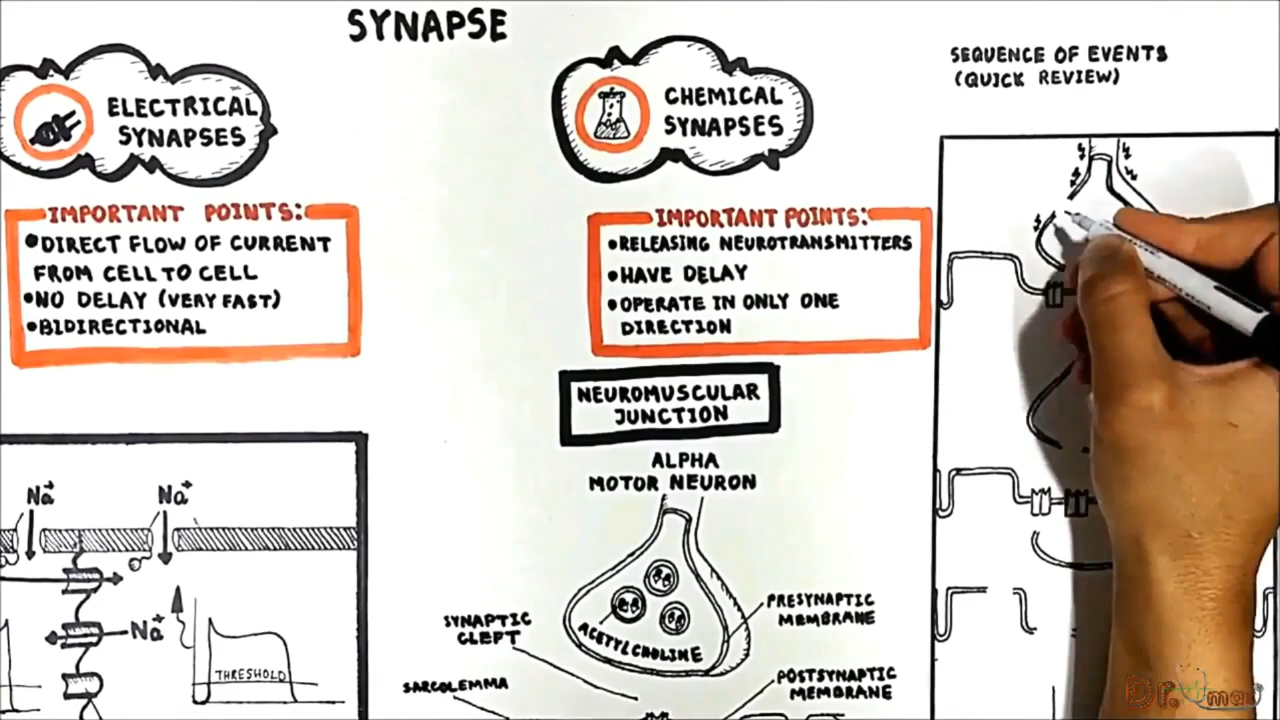 SYNAPSE
ELECTRICAL
SYNAPSES
IMPORTANT POINTS:
•DIRECT FLOW OF CURRENT
FROM CELL TO CELL
•NO DELAY (VERY FAST)
•BIDIRECTIONAL
Na+
Na+
Na+
THRESHOLD
CHEMICAL
SYNAPSES
IMPORTANT POINTS:
•RELEASING NEUROTRANSMITTERS
•HAVE DELAY
•OPERATE IN ONLY ONE
DIRECTION
NEUROMUSCULAR
JUNCTION
ALPHA
MOTOR NEURON
ACETYLCHOLINE
SYNAPTIC
CLEPT
SARCOLEMMA
PRESYNAPTIC
MEMBRANE
POSTSYNAPTIC
MEMBRANE
SEQUENCE OF EVENTS
(QUICK REVIEW)
Dr.